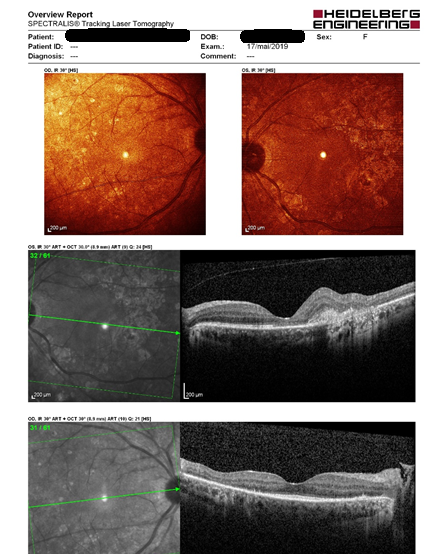 Overview Report
SPECTRALIS® Tracking Laser Tomography
HEIDELBERG
ENGINEERING
Patient: DOB: Sex: F
Patient ID: --- Exam.: 17/mai/2019
Diagnosis: --- Comment: ---
OD, IR 30° [HS] OS, IR 30° [HS]
200 µm 200 µm
OS, IR 30° ART + OCT 30.0° (8.9 mm) ART (9) Q: 24 [HS]
32 / 61
200 µm 200 µm
OD, IR 30° ART + OCT 30° (8.9 mm) ART (10) Q: 21 [HS]
31 / 61